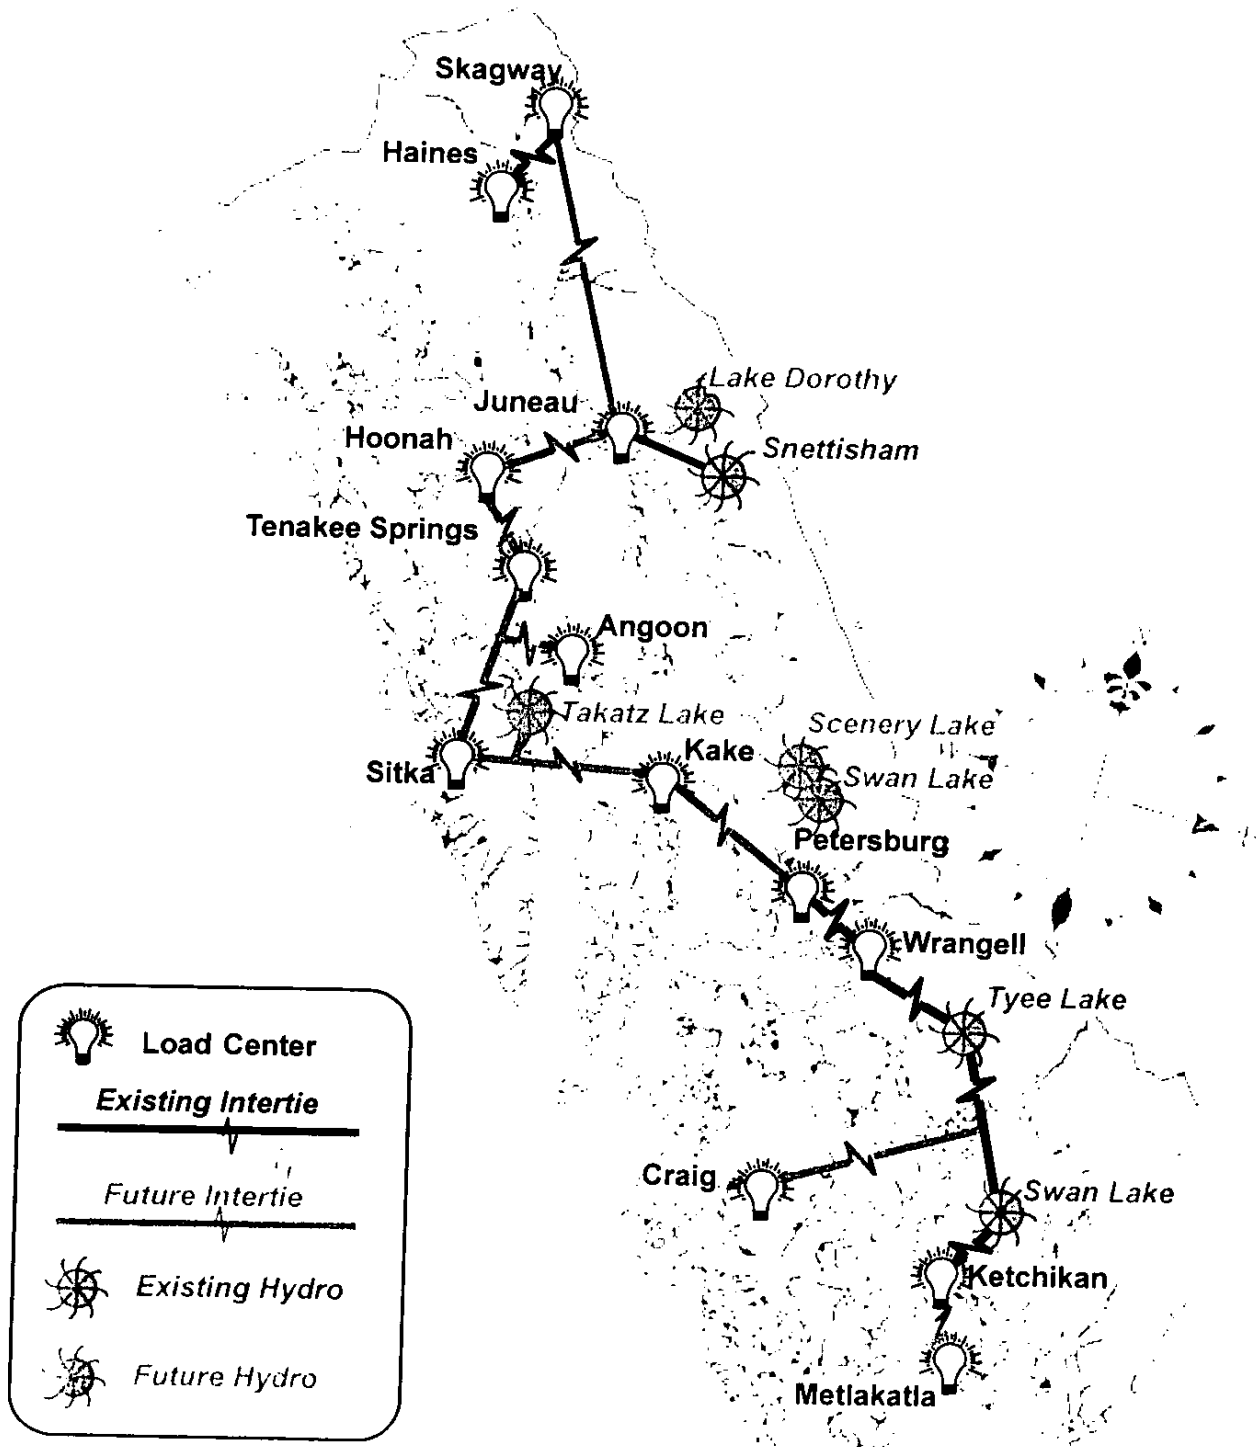 Skagway
Haines
Lake Dorothy
Juneau
Hoonah
Snettisham
Tenakee Springs
Angoon
Takatz Lake
Scenery Lake
Kake
Sitka
Swan Lake
Petersburg
Wrangell
Tyee Lake
Load Center
Existing Intertie
Craig
Swan Lake
Future Intertie
Ketchikan
Existing Hydro
Future Hydro
Metlakatla